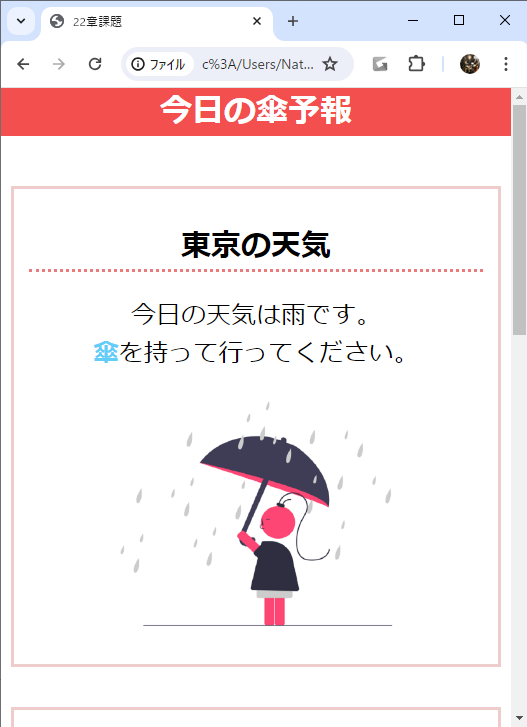 22章課題
ファイル
c%3A/Users/Nat...
今日の傘予報
東京の天気
今日の天気は雨です。
傘を持って行ってください。